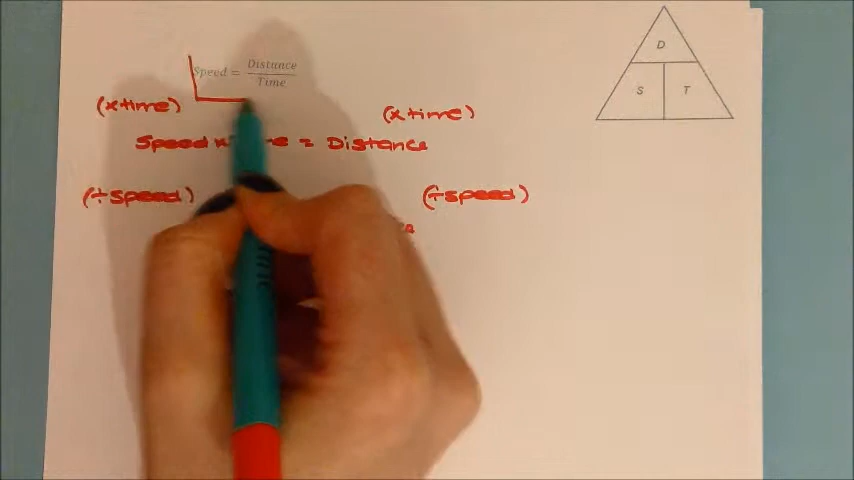 Speed = Distance / Time
(x time) (x time)
Speed x = Distance
(÷ speed) (÷ speed)
D
S T